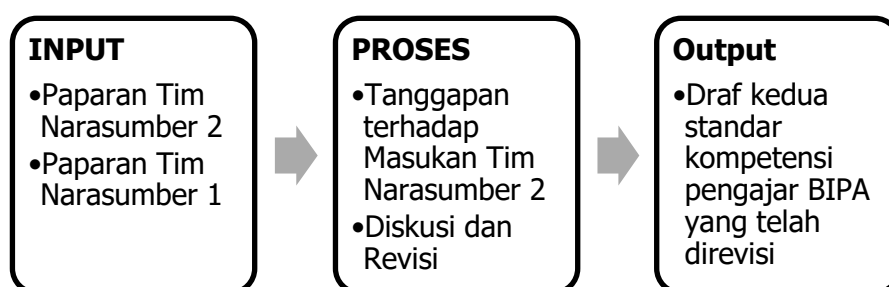 INPUT
•Paparan Tim
Narasumber 2
•Paparan Tim
Narasumber 1
PROSES
•Tanggapan
terhadap
Masukan Tim
Narasumber 2
•Diskusi dan
Revisi
Output
•Draf kedua
standar
kompetensi
pengajar BIPA
yang telah
direvisi